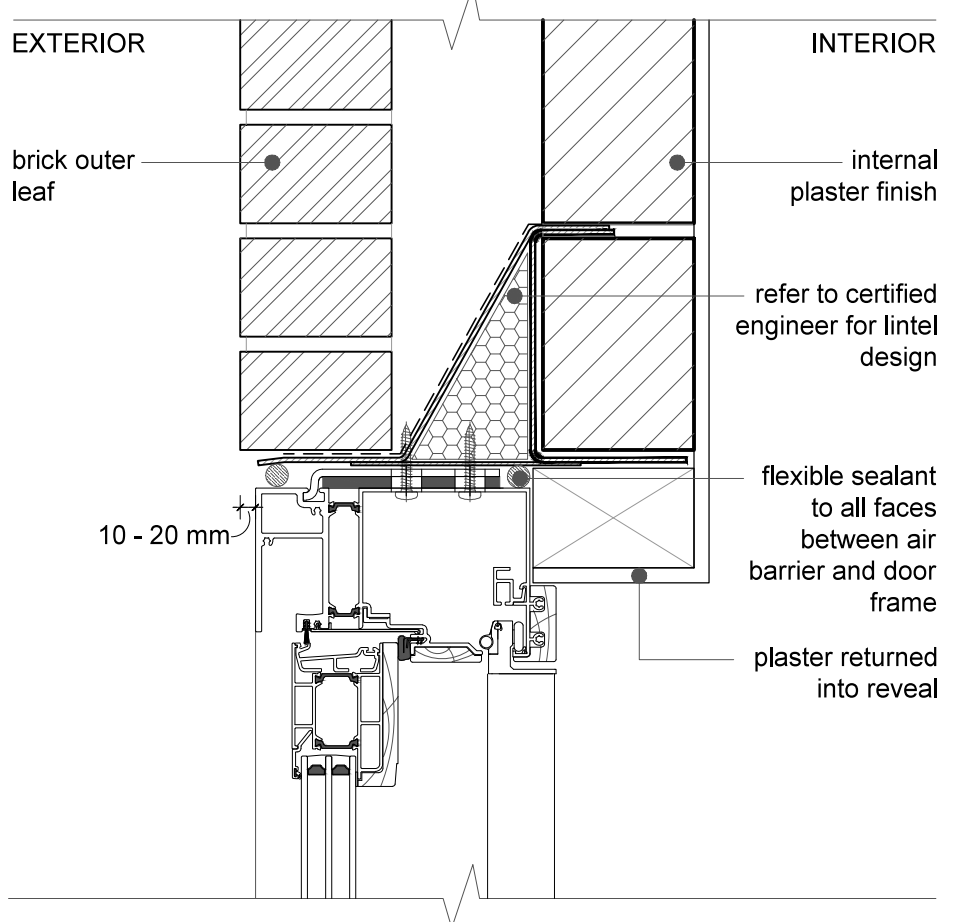 EXTERIOR
INTERIOR
brick outer
leaf
internal
plaster finish
refer to certified
engineer for lintel
design
flexible sealant
to all faces
between air
barrier and door
frame
10 - 20 mm
plaster returned
into reveal